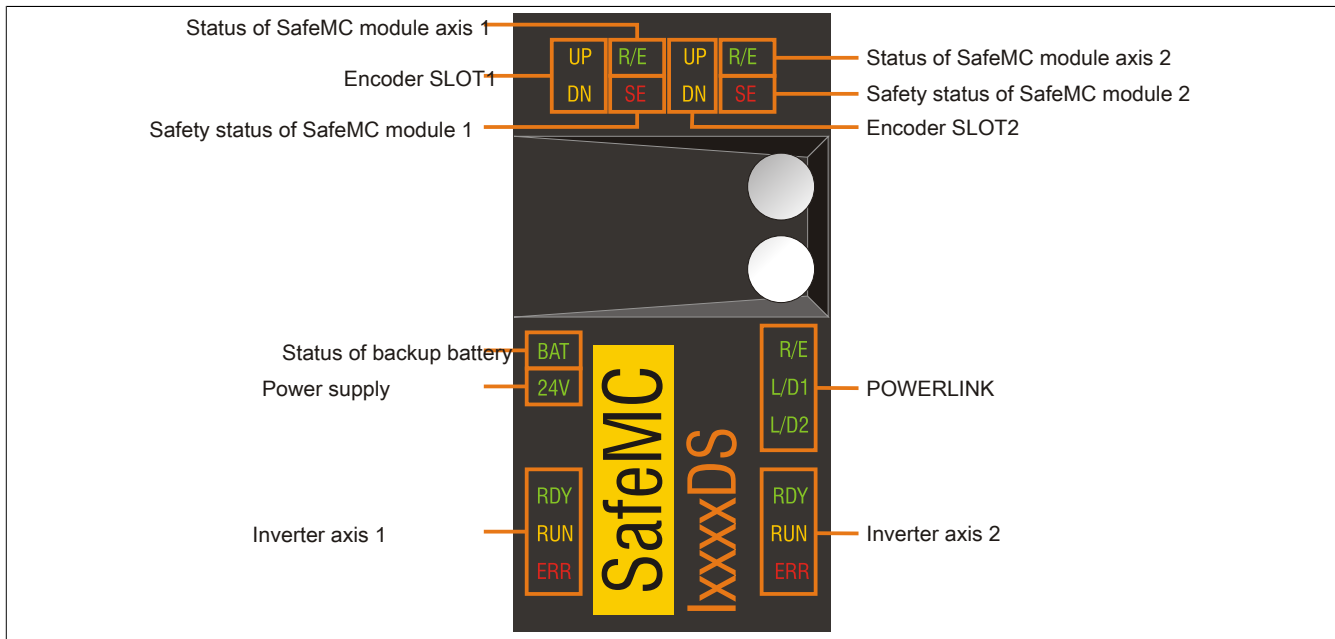 Status of SafeMC module axis 1
Encoder SLOT1
Safety status of SafeMC module 1
UP R/E UP R/E
DN SE DN SE
Status of SafeMC module axis 2
Safety status of SafeMC module 2
Encoder SLOT2
Status of backup battery
Power supply
BAT
24V
R/E
L/D1
L/D2
POWERLINK
SafeMC
IxxxxDS
Inverter axis 1
RDY
RUN
ERR
RDY
RUN
ERR
Inverter axis 2